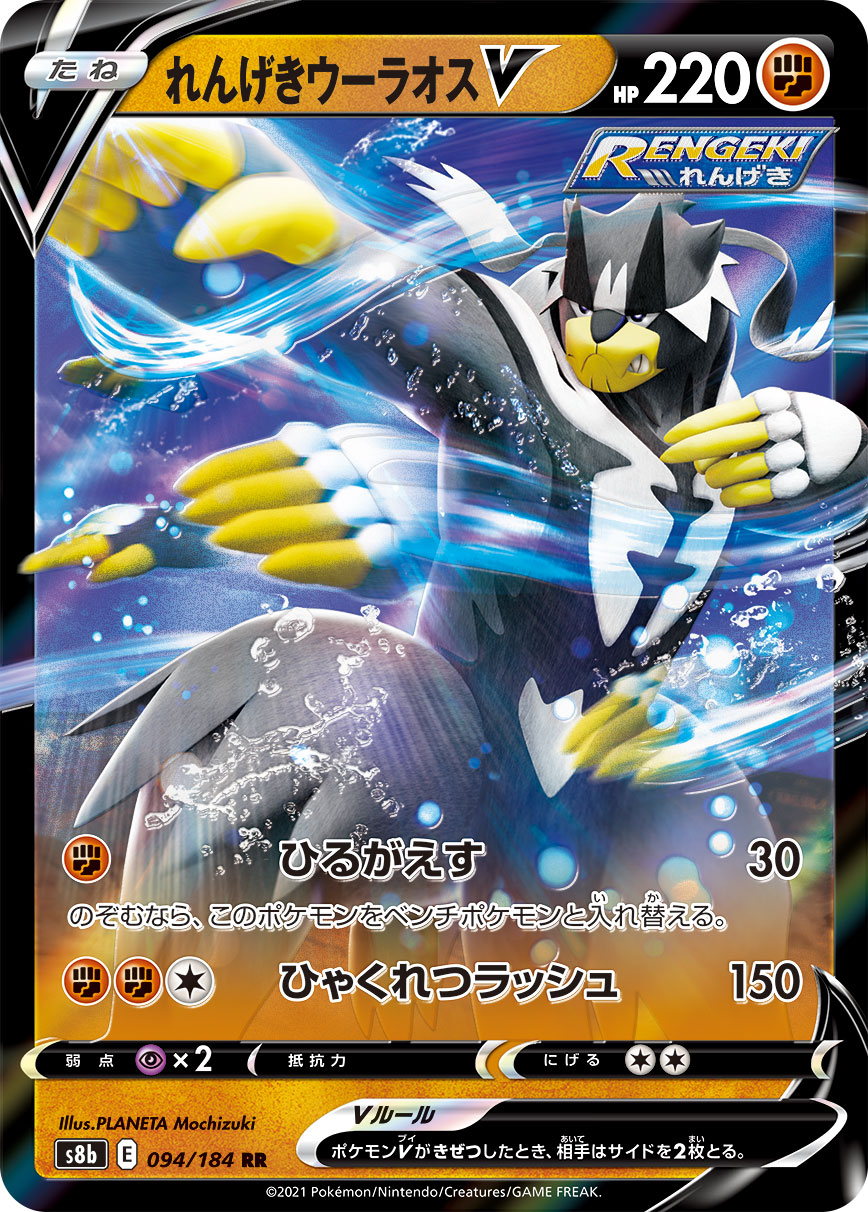 たね れんげきウーラオスV HP 220
RENGEKI
れんげき
ひるがえす 30
のぞむなら、このポケモンをベンチポケモンと入れ替える。
ひゃくれつラッシュ 150
弱点 ×2 抵抗力 にげる
Illus.PLANETA Mochizuki
Vルール
ポケモンVがきぜつしたとき、相手はサイドを2枚とる。
s8b E 094/184 RR
©2021 Pokémon/Nintendo/Creatures/GAME FREAK.